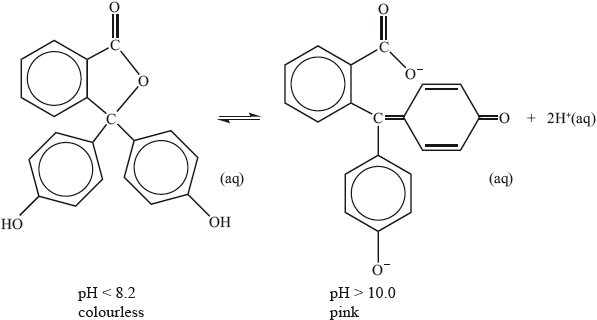 O
C
O
C
HO
OH
(aq)
O
C
O⁻
C
O
O⁻
+ 2H⁺(aq)
(aq)
pH < 8.2
colourless
pH > 10.0
pink